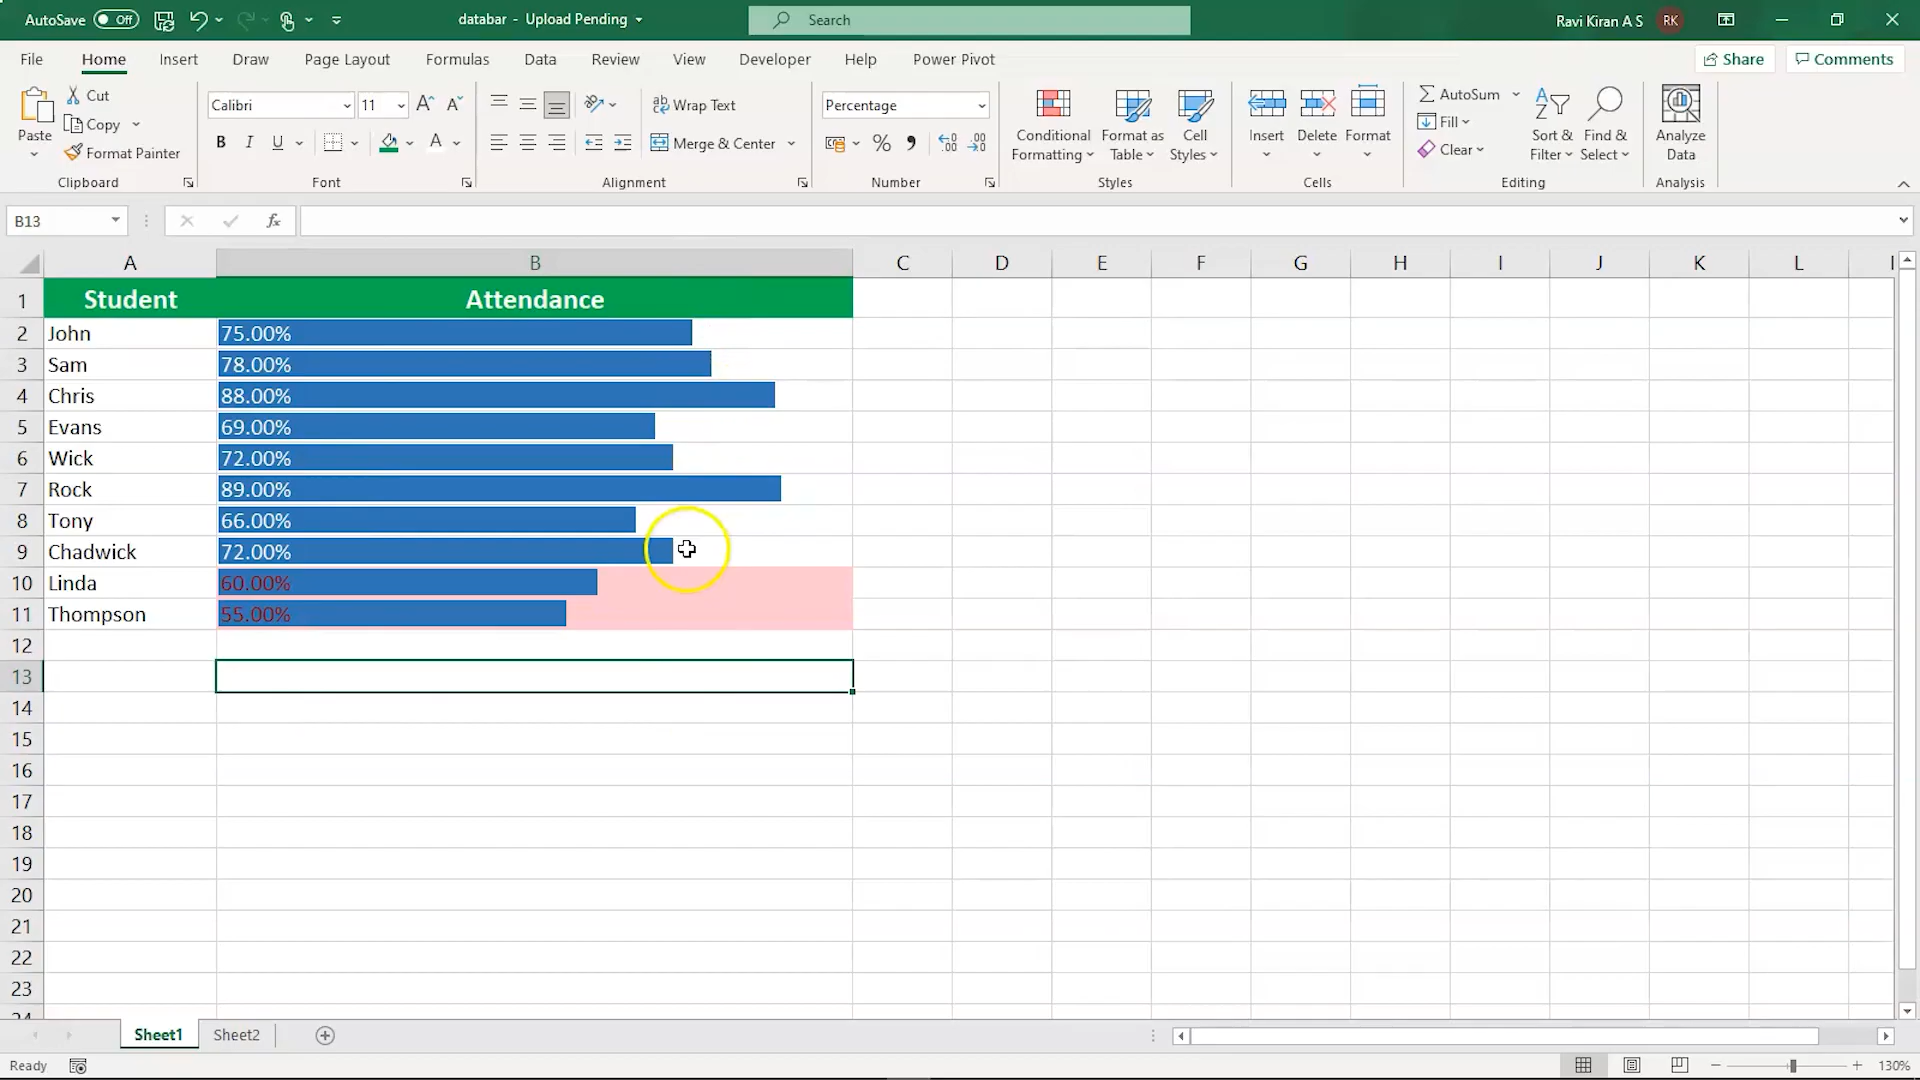 AutoSave Off databar - Upload Pending Search Ravi Kiran A S RK
File Home Insert Draw Page Layout Formulas Data Review View Developer Help Power Pivot Share Comments
Paste Cut Copy Format Painter Clipboard
Calibri 11 B I U A Font
Wrap Text Merge & Center Alignment
Percentage % Number
Conditional Formatting Format as Table Cell Styles Styles
Insert Delete Format Cells
AutoSum Fill Clear Sort & Filter Find & Select Editing
Analyze Data Analysis
B13 fx
A B C D E F G H I J K L
1 Student Attendance
2 John 75.00%
3 Sam 78.00%
4 Chris 88.00%
5 Evans 69.00%
6 Wick 72.00%
7 Rock 89.00%
8 Tony 66.00%
9 Chadwick 72.00%
10 Linda 60.00%
11 Thompson 55.00%
12
13
14
15
16
17
18
19
20
21
22
23
Sheet1 Sheet2
Ready 130%